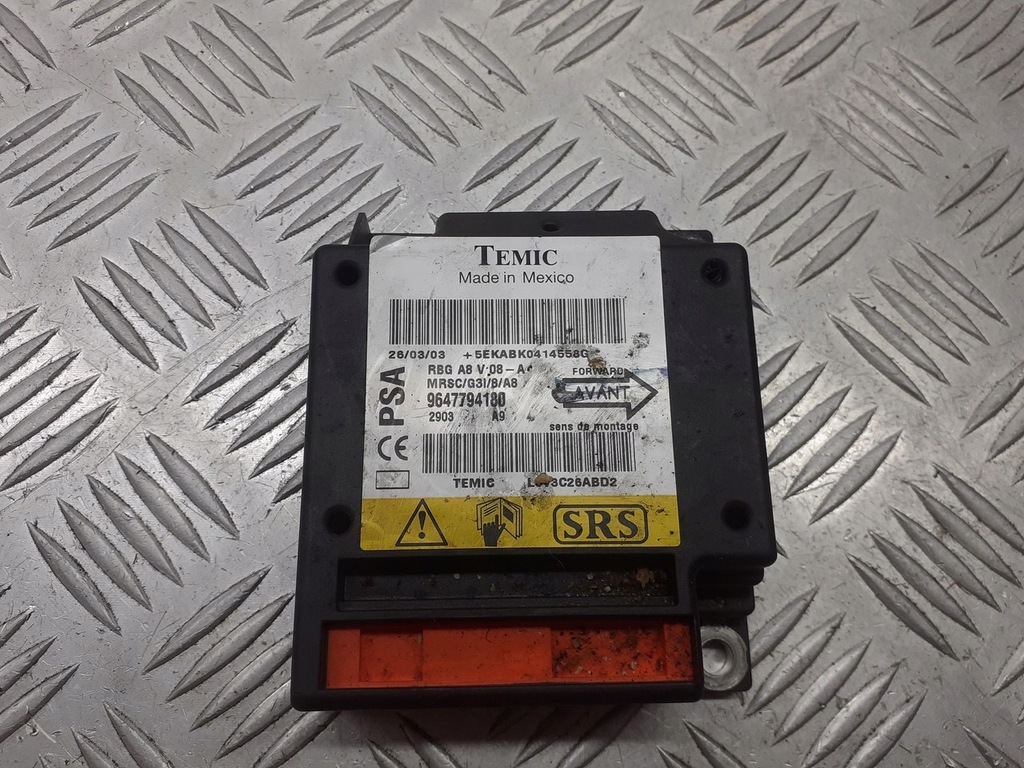 TEMIC
Made in Mexico
26/03/03 +5EKABK0414558G
RBG A8 V 08-A
FORWARD
MRSC/G3I/8/A8
AVANT
PSA
9647794180
2903 A9
sens de montage
CE
TEMIC
SRS